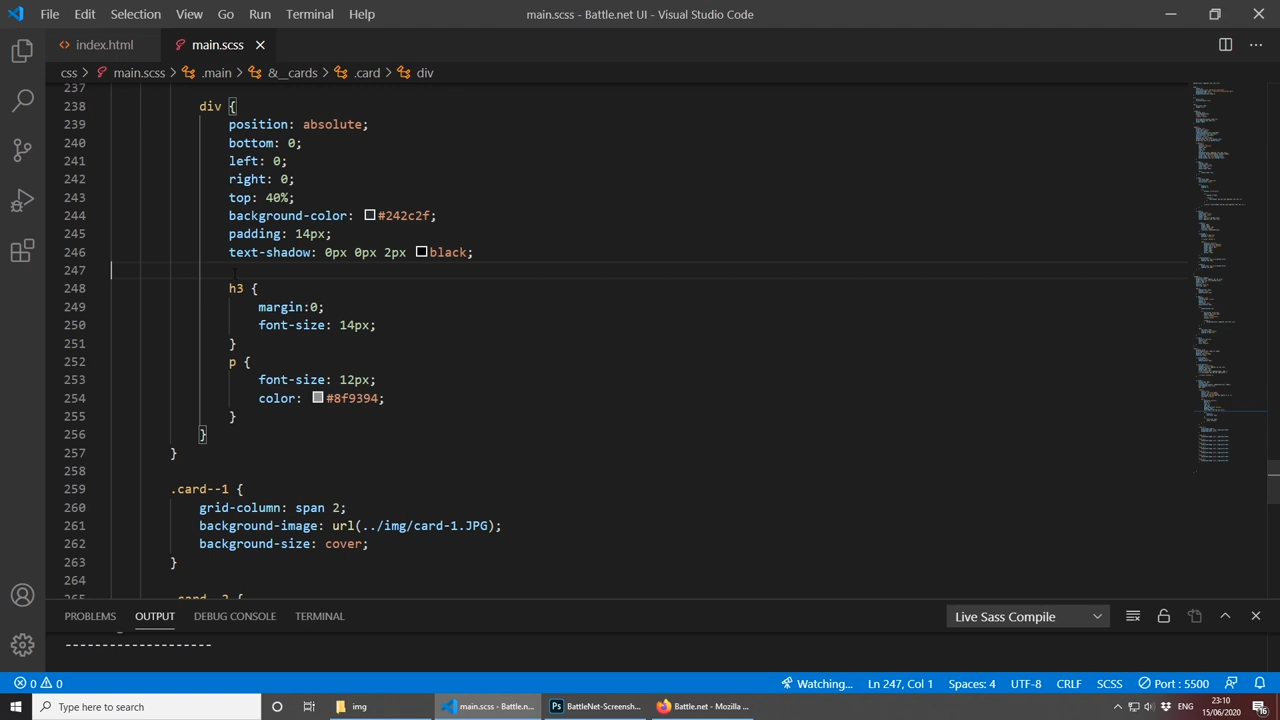 File Edit Selection View Go Run Terminal Help main.scss - Battle.net UI - Visual Studio Code
index.html main.scss
css main.scss .main &__cards .card div
237
238 div {
239 position: absolute;
240 bottom: 0;
241 left: 0;
242 right: 0;
243 top: 40%;
244 background-color: #242c2f;
245 padding: 14px;
246 text-shadow: 0px 0px 2px black;
247
248 h3 {
249 margin:0;
250 font-size: 14px;
251 }
252 p {
253 font-size: 12px;
254 color: #8f9394;
255 }
256 }
257 }
258
259 .card--1 {
260 grid-column: span 2;
261 background-image: url(../img/card-1.JPG);
262 background-size: cover;
263 }
264
265 .card--2 {
PROBLEMS OUTPUT DEBUG CONSOLE TERMINAL Live Sass Compile
--------------------
0 0 Watching... Ln 247, Col 1 Spaces: 4 UTF-8 CRLF SCSS Port : 5500
Type here to search img main.scss - Battle.n... BattleNet-Screensh... Battle.net - Mozilla ... ENG 23:10
15/06/2020 16